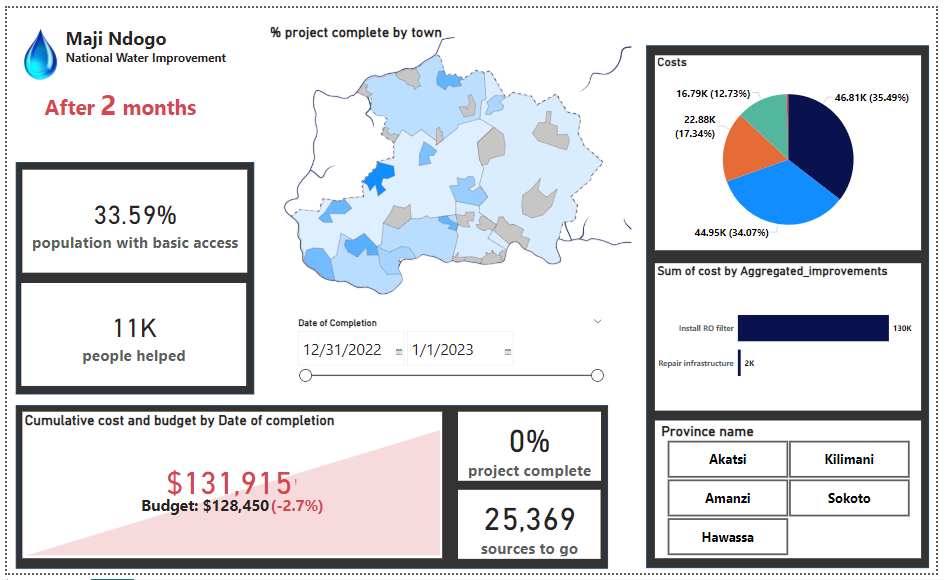 Maji Ndogo
National Water Improvement
After 2 months
33.59%
population with basic access
11K
people helped
% project complete by town
Date of Completion
12/31/2022
1/1/2023
Cumulative cost and budget by Date of completion
$131,915!
Budget: $128,450 (-2.7%)
0%
project complete
25,369
sources to go
Costs
16.79K (12.73%)
46.81K (35.49%)
22.88K
(17.34%)
44.95K (34.07%)
Sum of cost by Aggregated_improvements
Install RO filter
130K
Repair infrastructure
2K
Province name
Akatsi
Kilimani
Amanzi
Sokoto
Hawassa